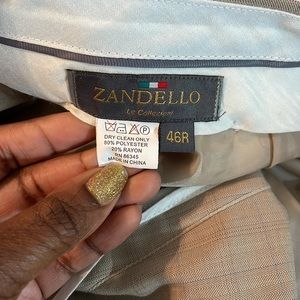 ZANDELLO
Le Collezioni
46R
DRY CLEAN ONLY
80% POLYESTER
20% RAYON
RN 86345
MADE IN CHINA